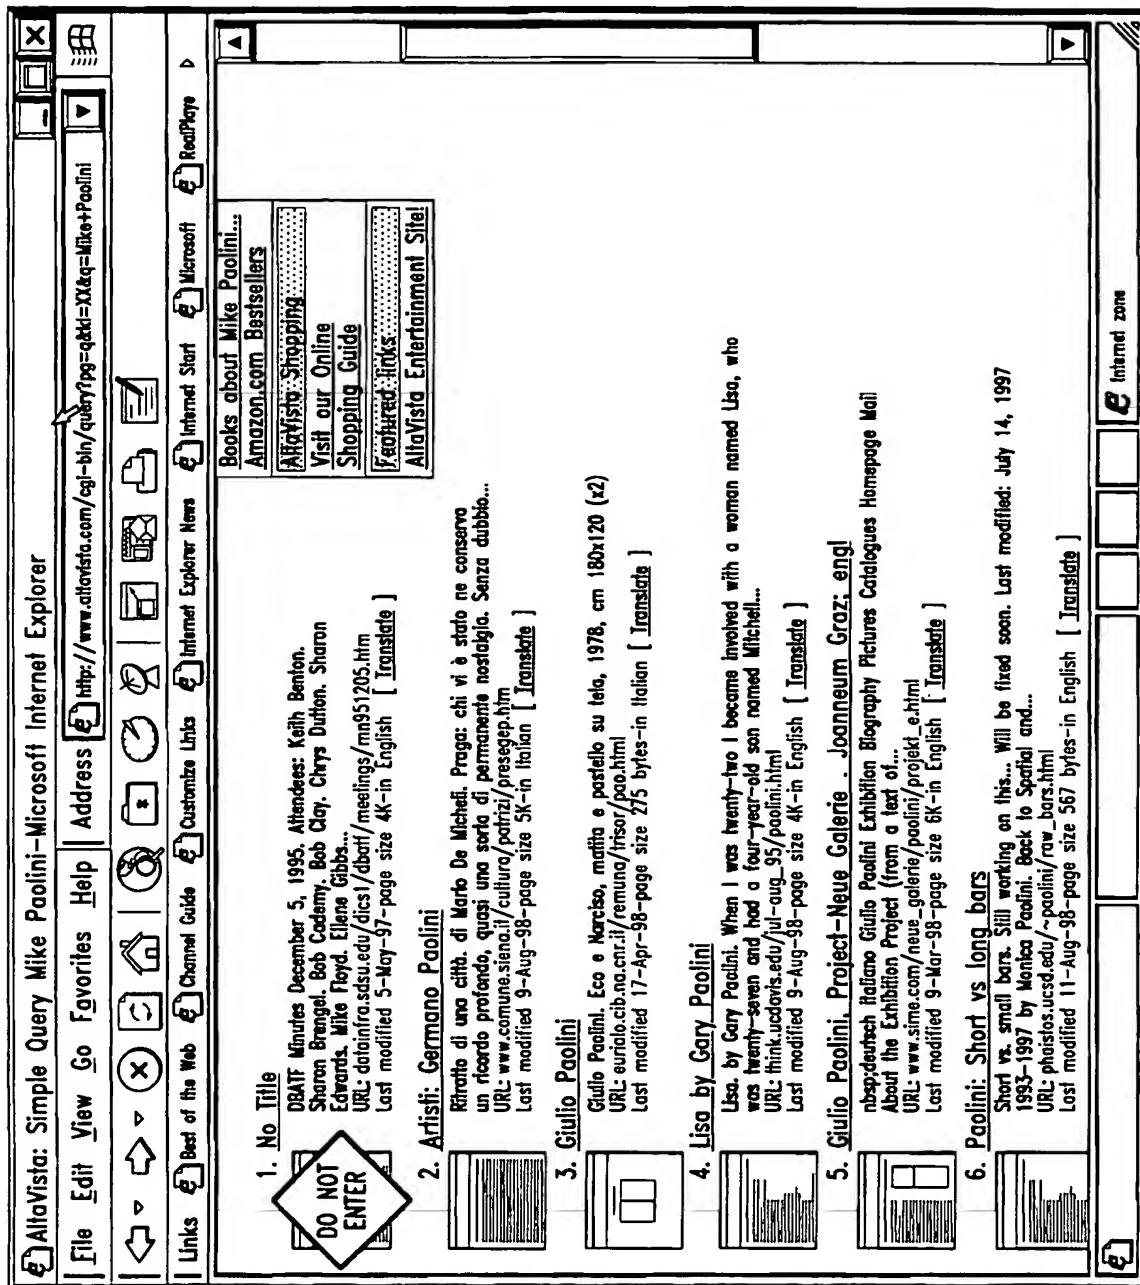 AltaVista: Simple Query Mike Paolini-Microsoft Internet Explorer
File Edit View Go Favorites Help Address http://www.altavista.com/cgi-bin/query?pg=q&kl=XX&q=Mike+Paolini
Links Best of the Web Channel Guide Customize Links Internet Explorer News Internet Start Microsoft RealPlaye
Books about Mike Paolini...
Amazon.com Bestsellers
AltaVista Shopping
Visit our Online
Shopping Guide
Featured links
AltaVista Entertainment Site!
1. No Title
DBATF Minutes December 5, 1995. Attendees: Keith Benton.
Sharon Brengel. Bob Cademy. Bob Clay. Chrys Dutton. Sharon
Edwards. Mike Floyd. Eilene Gibbs...
URL: datainfra.sdsu.edu/dics1/dbatf/meetings/mn951205.htm
Last modified 5-May-97-page size 4K-in English [ Translate ]
DO NOT
ENTER
2. Artisti: Germano Paolini
Ritratto di una città. di Mario De Micheli. Praga: chi vi è stato ne conserva
un ricordo profondo, quasi una sorta di permanente nostalgia. Senza dubbio...
URL: www.comune.siena.it/cultura/patrizi/presegep.htm
Last modified 9-Aug-98-page size 5K-in Italian [ Translate ]
3. Giulio Paolini
Giulio Paolini. Eco e Narciso, matita e pastello su tela, 1978, cm 180x120 (x2)
URL: eurialo.cib.na.cnr.it/remuna/trisor/pao.html
Last modified 17-Apr-98-page size 275 bytes-in Italian [ Translate ]
4. Lisa by Gary Paolini
Lisa. by Gary Paolini. When I was twenty-two I became involved with a woman named Lisa, who
was twenty-seven and had a four-year-old son named Mitchell...
URL: think.ucdavis.edu/jul-aug_95/paolini.html
Last modified 9-Aug-98-page size 4K-in English [ Translate ]
5. Giulio Paolini, Project-Neue Galerie . Joanneum Graz; engl
nbsp;deutsch italiano Giulio Paolini Exhibition Biography Pictures Catalogues Homepage Mail
About the Exhibition Project (from a text of...
URL: www.sime.com/neue_galerie/paolini/projekt_e.html
Last modified 9-Mar-98-page size 6K-in English [ Translate ]
6. Paolini: Short vs long bars
Short vs. small bars. Still working on this... Will be fixed soon. Last modified: July 14, 1997
1993-1997 by Monica Paolini. Back to Spatial and...
URL: phaistos.ucsd.edu/~paolini/raw_bars.html
Last modified 11-Aug-98-page size 567 bytes-in English [ Translate ]
Internet zone